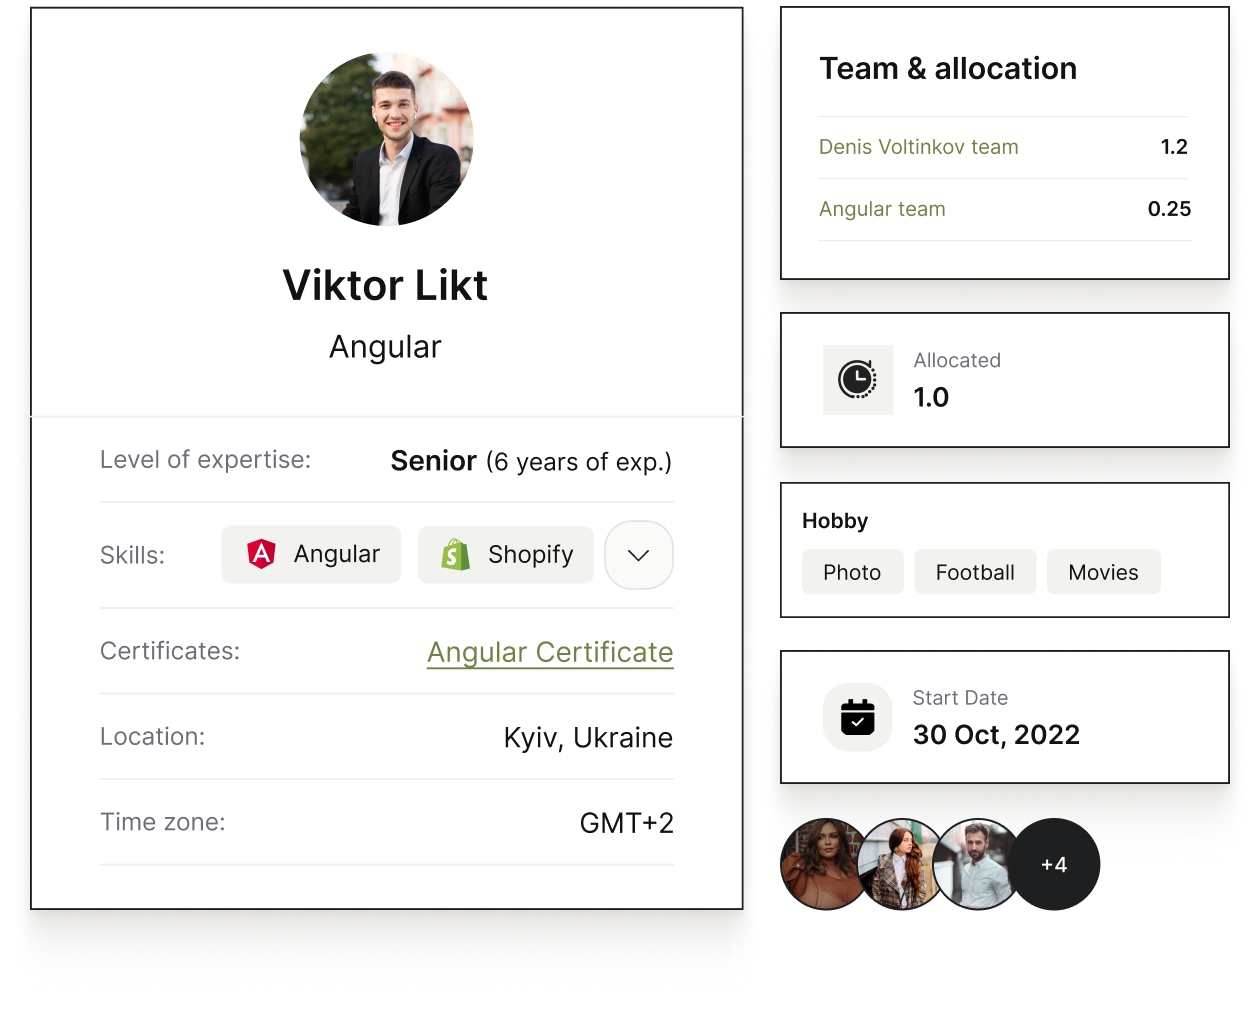 Viktor Likt
Angular
Level of expertise: Senior (6 years of exp.)
Skills: Angular Shopify
Certificates: Angular Certificate
Location: Kyiv, Ukraine
Time zone: GMT+2
Team & allocation
Denis Voltinkov team 1.2
Angular team 0.25
Allocated
1.0
Hobby
Photo Football Movies
Start Date
30 Oct, 2022
+4